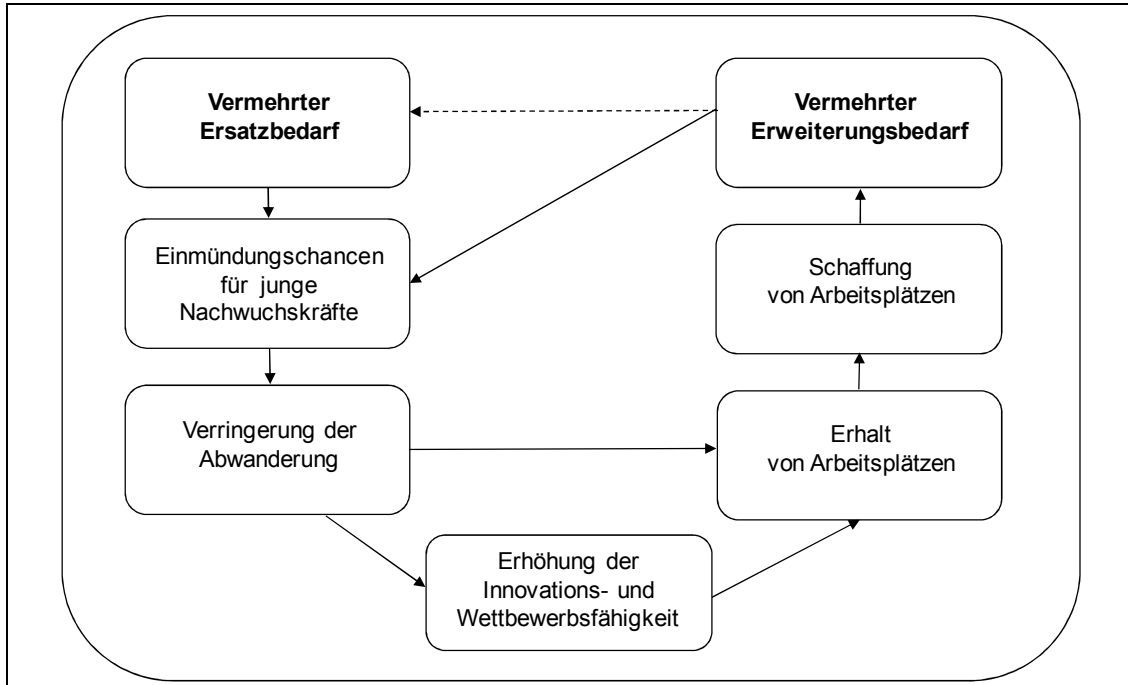 Vermehrter
Ersatzbedarf
Vermehrter
Erweiterungsbedarf
Einmündungschancen
für junge
Nachwuchskräfte
Schaffung
von Arbeitsplätzen
Verringerung der
Abwanderung
Erhalt
von Arbeitsplätzen
Erhöhung der
Innovations- und
Wettbewerbsfähigkeit